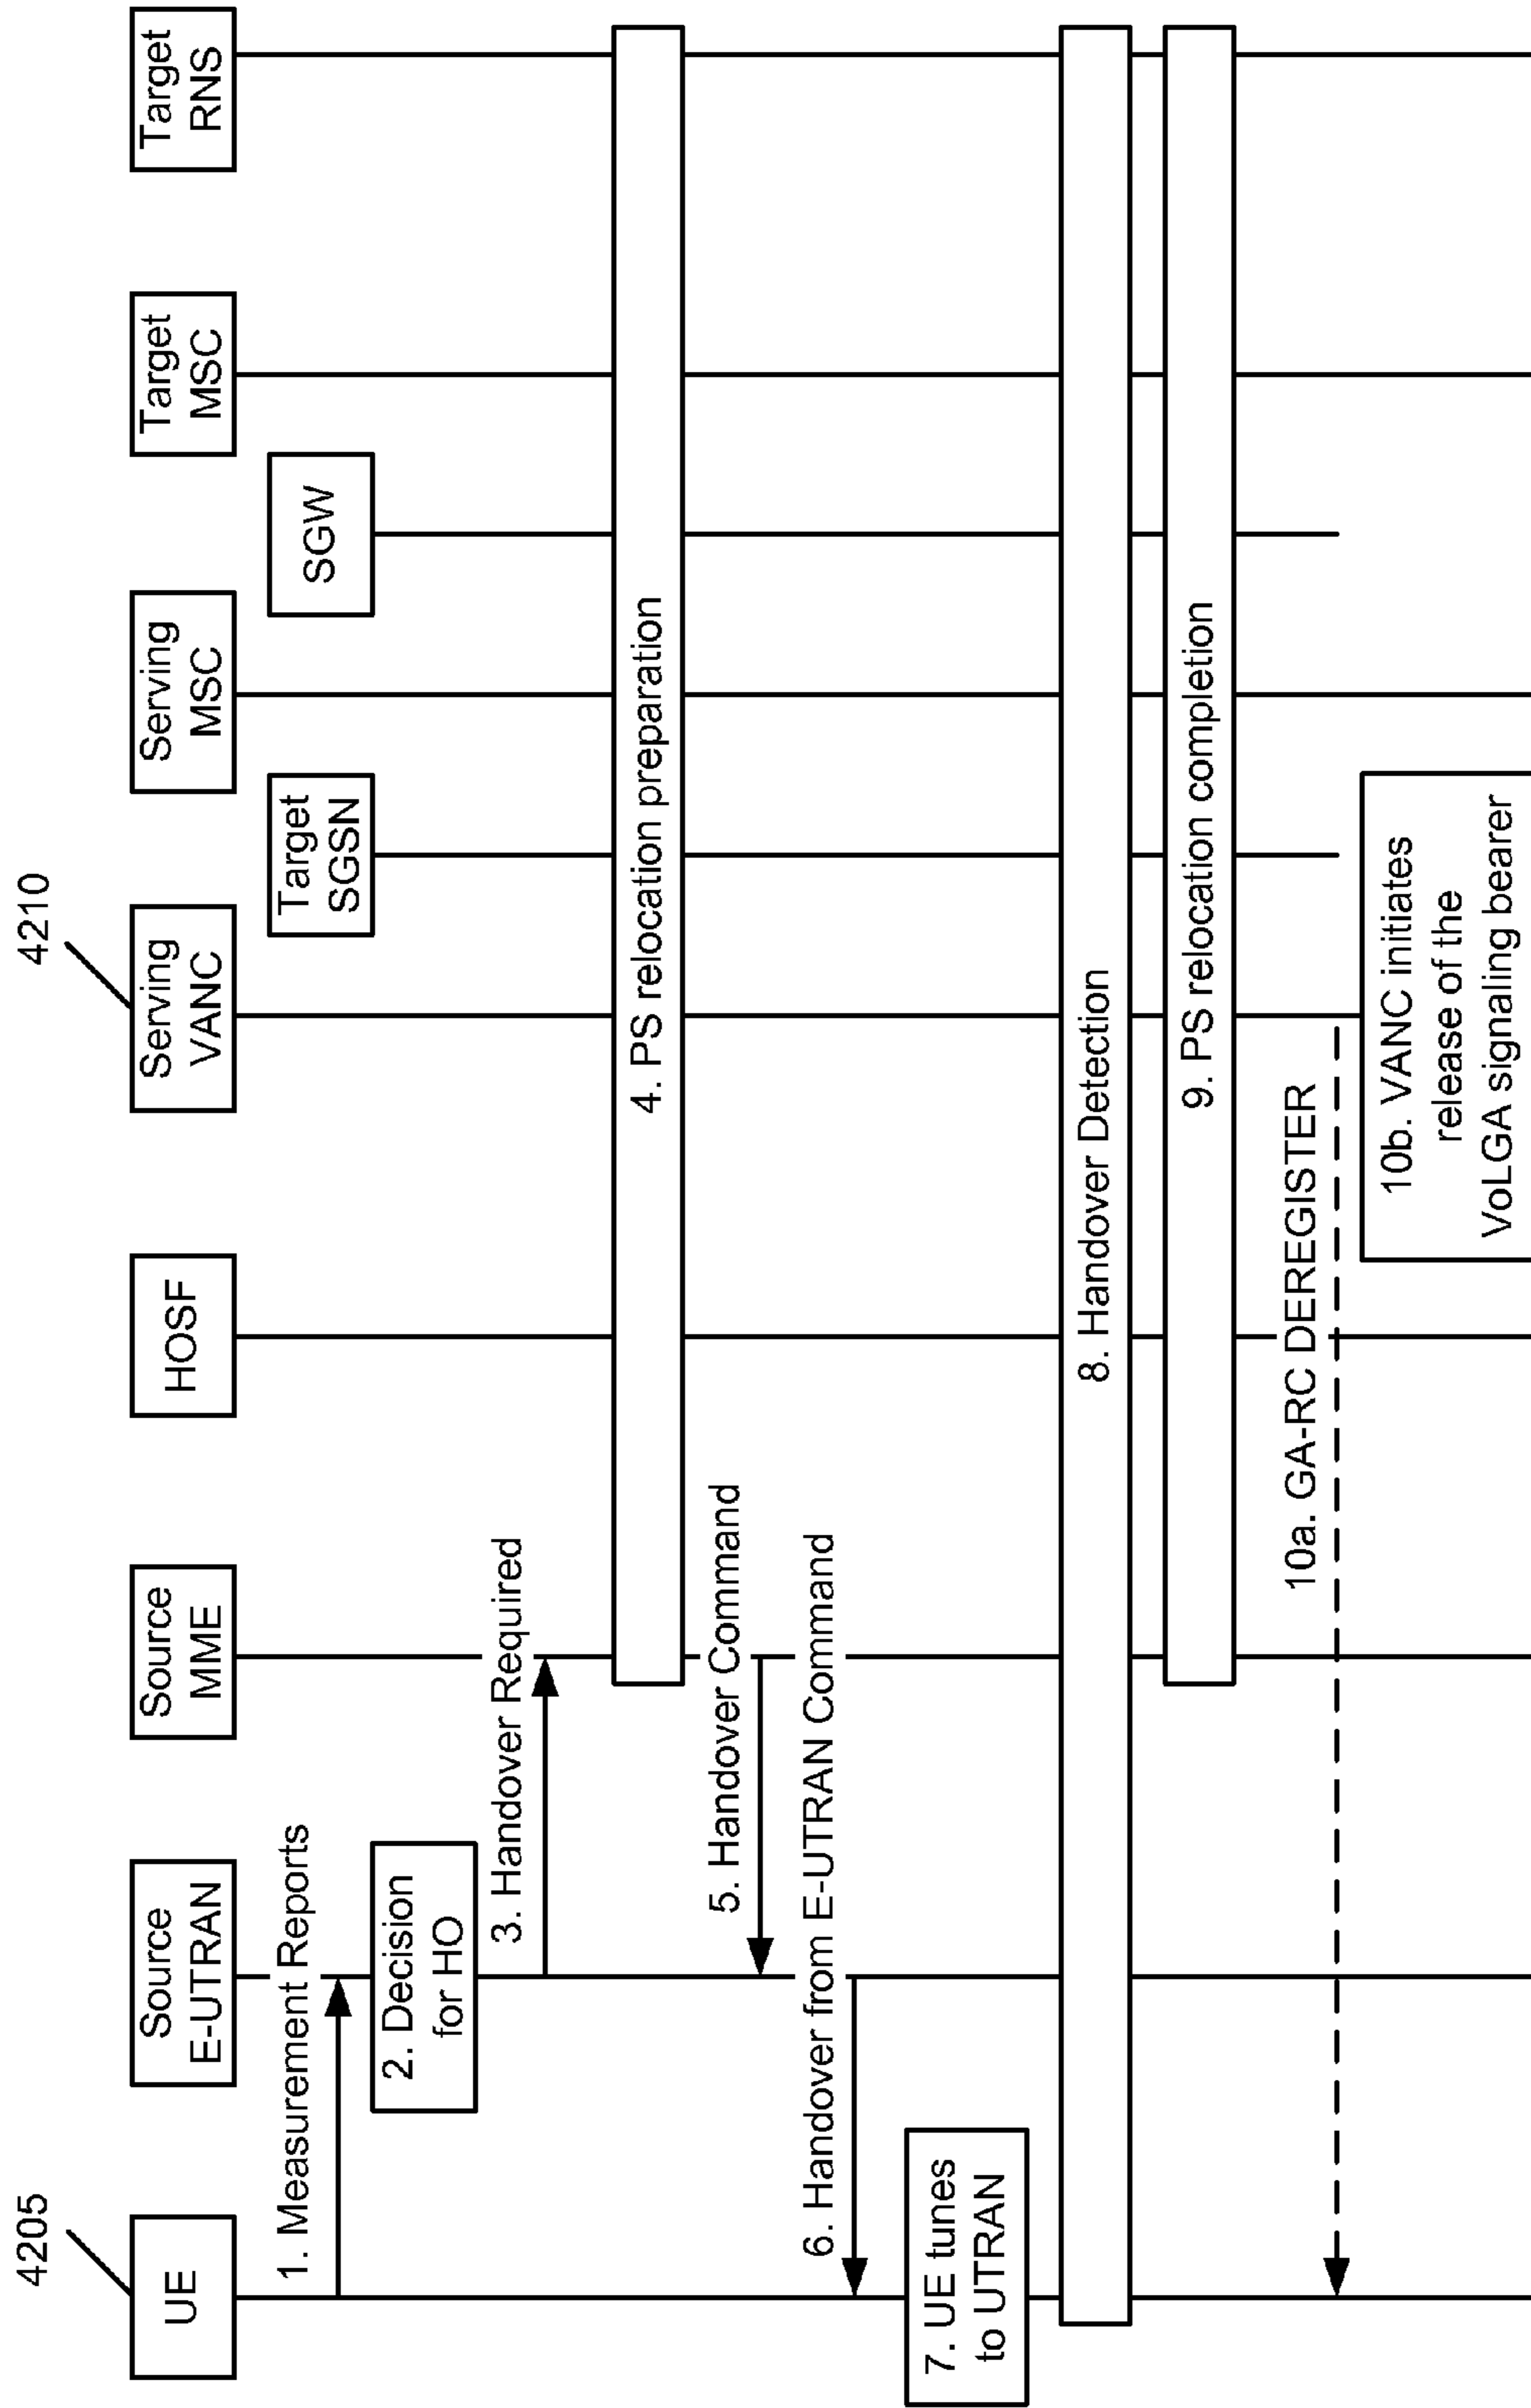 4205
4210
UE
Source
E-UTRAN
Source
MME
HOSF
Serving
VANC
Serving
MSC
Target
MSC
Target
RNS
Target
SGSN
SGW
1. Measurement Reports
2. Decision
for HO
3. Handover Required
4. PS relocation preparation
5. Handover Command
6. Handover from E-UTRAN Command
7. UE tunes
to UTRAN
8. Handover Detection
9. PS relocation completion
10a. GA-RC DEREGISTER
10b. VANC initiates
release of the
VoLGA signaling bearer